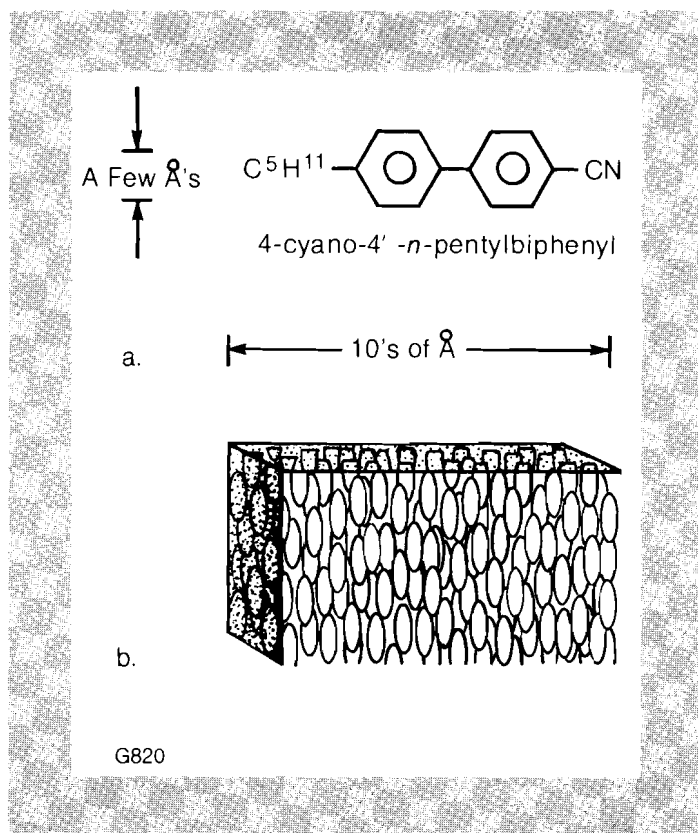 A Few Å's
C⁵H¹¹ CN
4-cyano-4' -n-pentylbiphenyl
a.
10's of Å
b.
G820